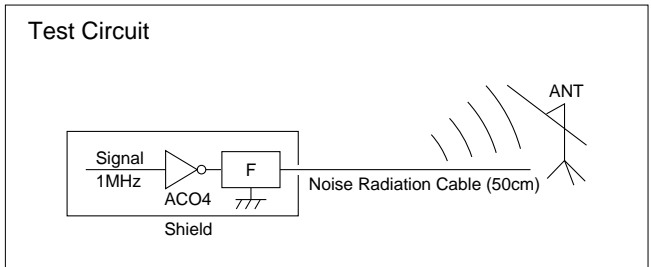 Test Circuit
ANT
Signal
1MHz
F
ACO4
Noise Radiation Cable (50cm)
Shield